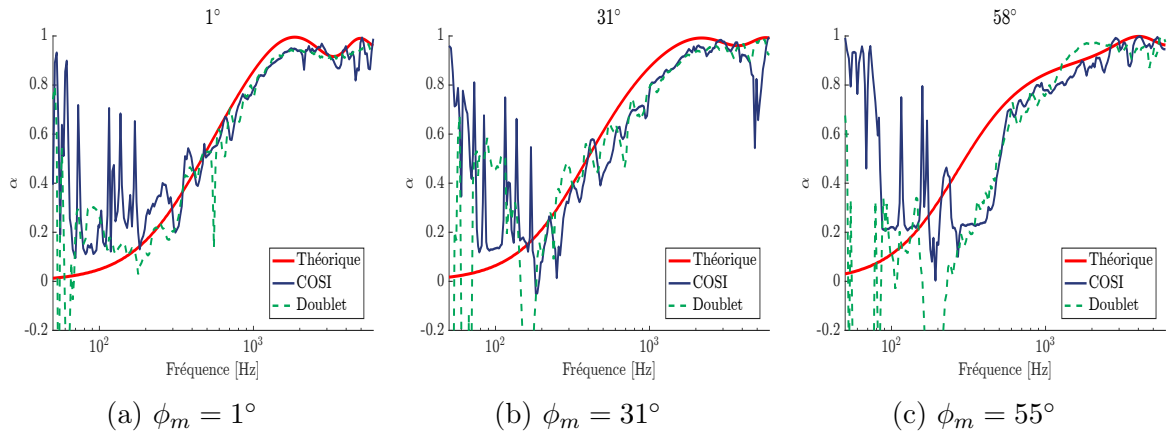 1°
31°
58°
1
0.8
0.6
0.4
0.2
0
-0.2
α
10²
10³
Fréquence [Hz]
Théorique
COSI
Doublet
1
0.8
0.6
0.4
0.2
0
-0.2
α
10²
10³
Fréquence [Hz]
Théorique
COSI
Doublet
1
0.8
0.6
0.4
0.2
0
-0.2
α
10²
10³
Fréquence [Hz]
Théorique
COSI
Doublet
(a) ϕₘ = 1°
(b) ϕₘ = 31°
(c) ϕₘ = 55°